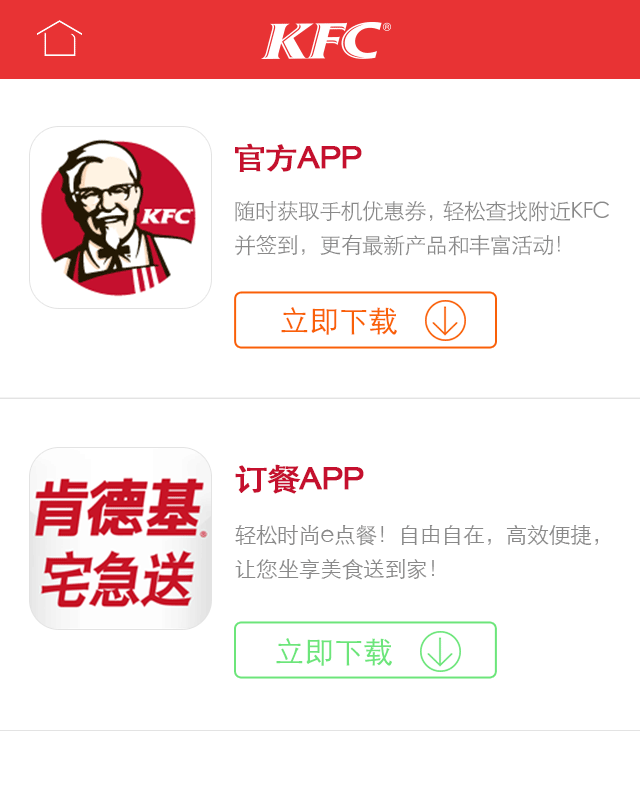 KFC®
官方APP
KFC
随时获取手机优惠券，轻松查找附近KFC
并签到，更有最新产品和丰富活动！
立即下载
订餐APP
肯德基®
宅急送
轻松时尚e点餐！自由自在，高效便捷，
让您坐享美食送到家！
立即下载